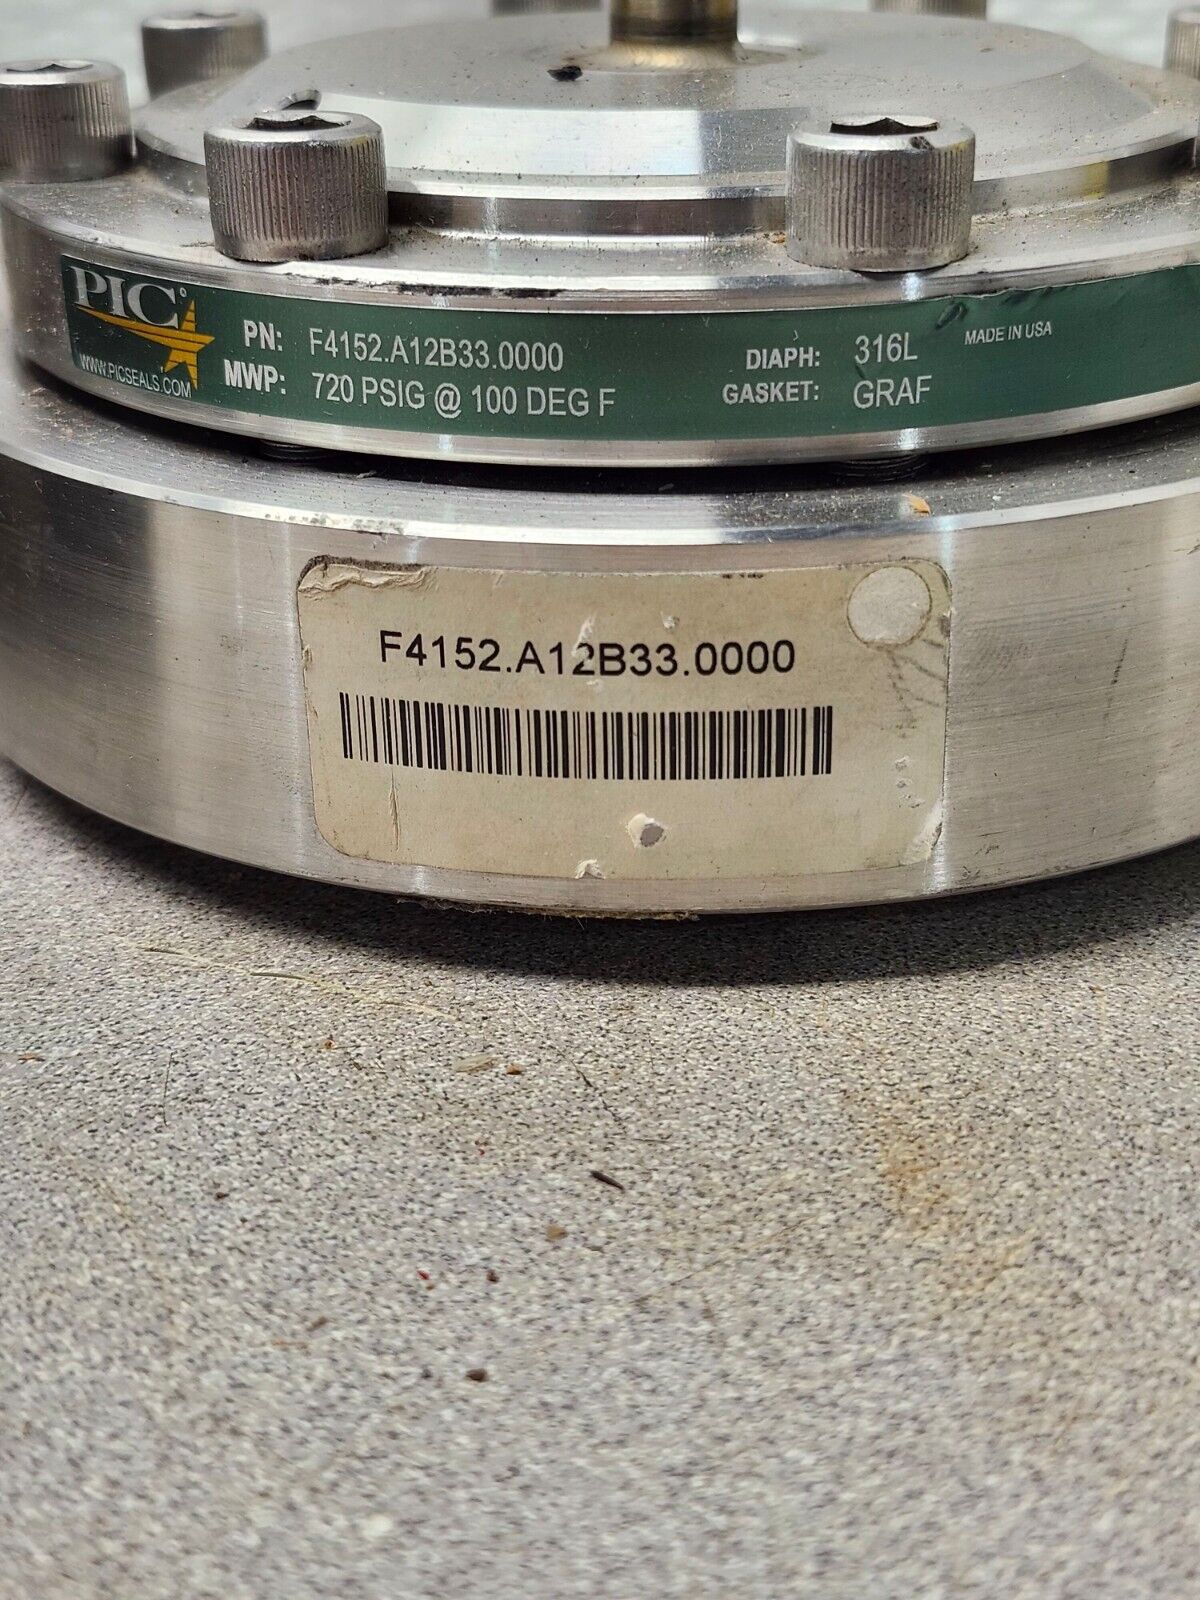 PIC
WWW.PICSEALS.COM
PN: F4152.A12B33.0000
MWP: 720 PSIG @ 100 DEG F
DIAPH: 316L
GASKET: GRAF
MADE IN USA
F4152.A12B33.0000